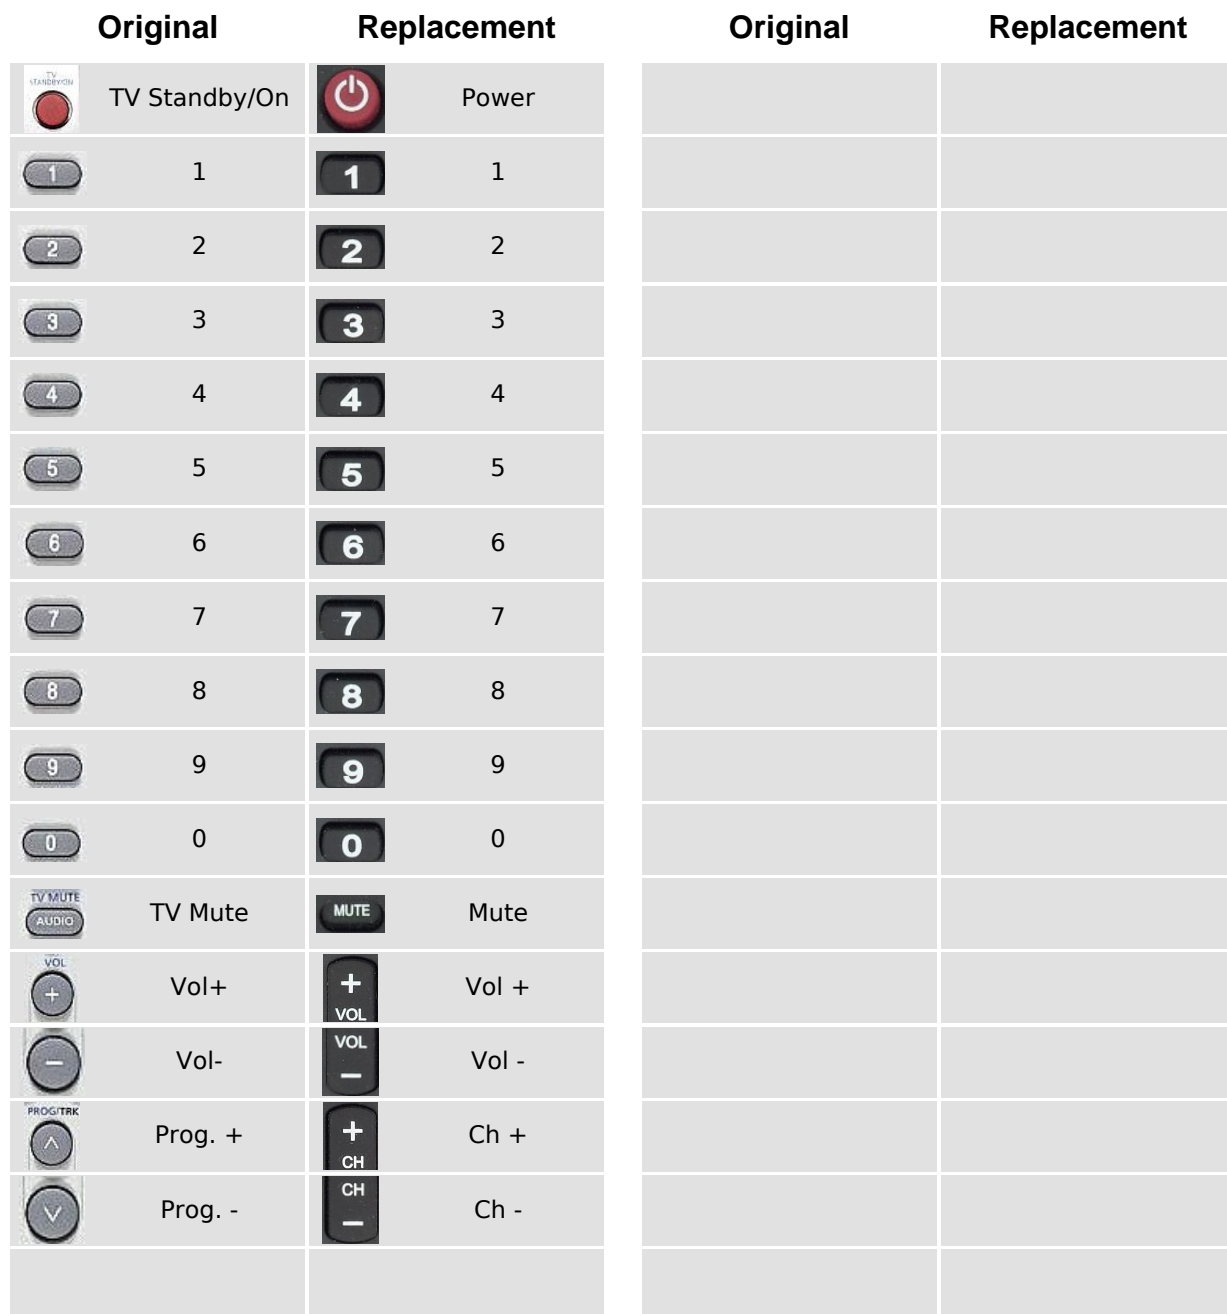 Original Replacement Original Replacement
TV STANDBY/ON TV Standby/On Power
1 1 1 1
2 2 2 2
3 3 3 3
4 4 4 4
5 5 5 5
6 6 6 6
7 7 7 7
8 8 8 8
9 9 9 9
0 0 0 0
TV MUTE AUDIO TV Mute MUTE Mute
VOL + Vol+ + VOL Vol +
- Vol- VOL - Vol -
PROG/TRK Prog. + + CH Ch +
Prog. - CH - Ch -